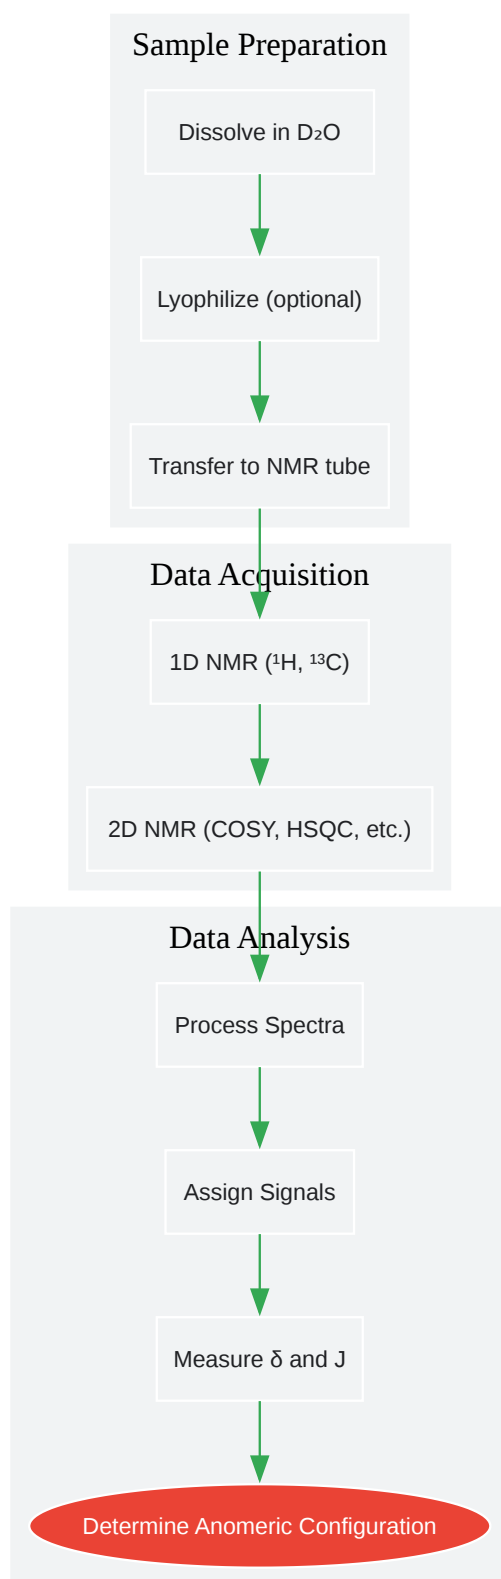 Sample Preparation
Dissolve in D₂O
Lyophilize (optional)
Transfer to NMR tube
Data Acquisition
1D NMR (¹H, ¹³C)
2D NMR (COSY, HSQC, etc.)
Data Analysis
Process Spectra
Assign Signals
Measure δ and J
Determine Anomeric Configuration